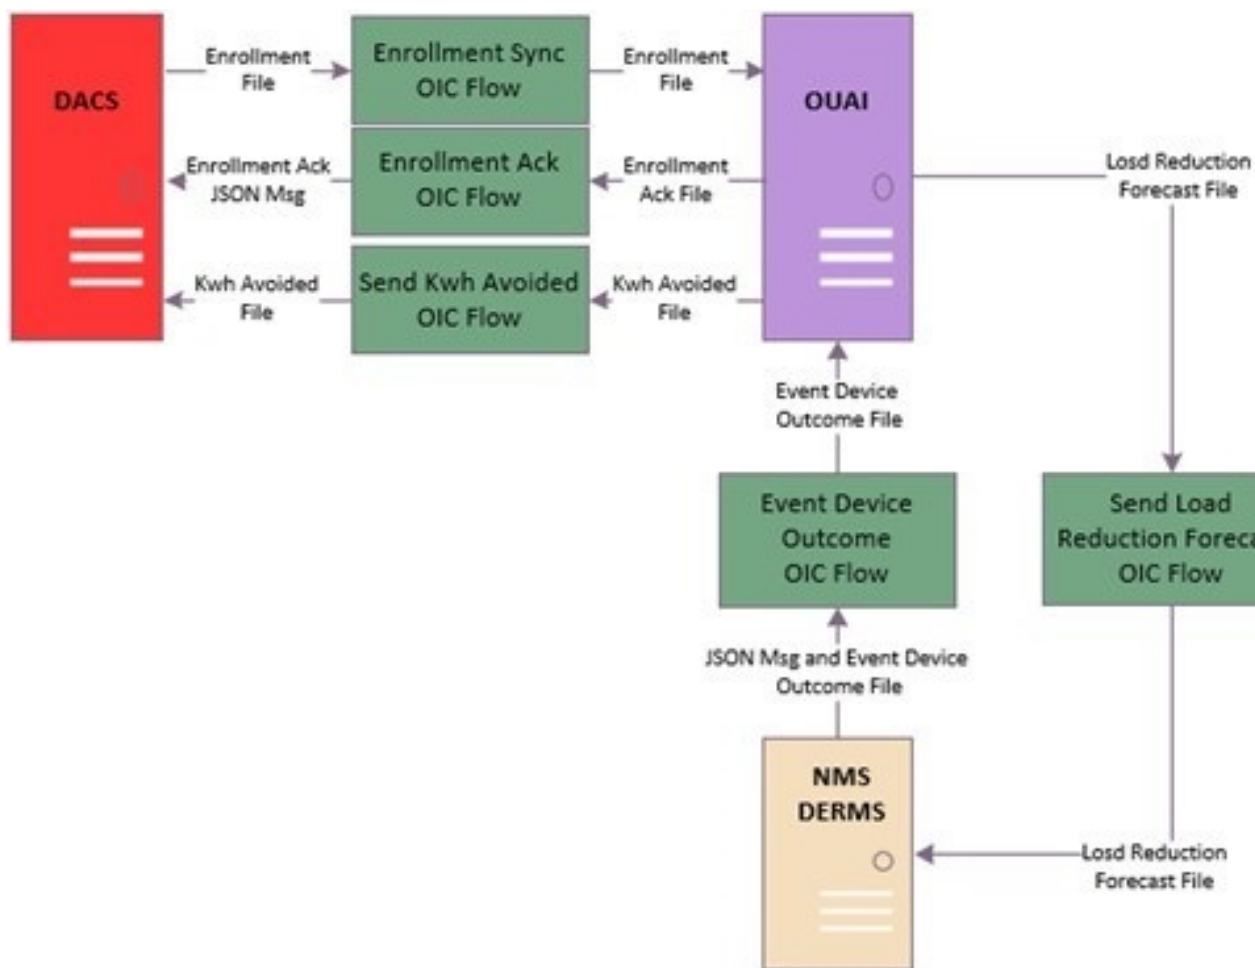 DACS
Enrollment
File
Enrollment Sync
OIC Flow
Enrollment
File
OUAI
Enrollment Ack
JSON Msg
Enrollment Ack
OIC Flow
Enrollment
Ack File
Losd Reduction
Forecast File
Kwh Avoided
File
Send Kwh Avoided
OIC Flow
Kwh Avoided
File
Event Device
Outcome File
Event Device
Outcome
OIC Flow
Send Load
Reduction Foreca
OIC Flow
JSON Msg and Event Device
Outcome File
NMS
DERMS
Losd Reduction
Forecast File